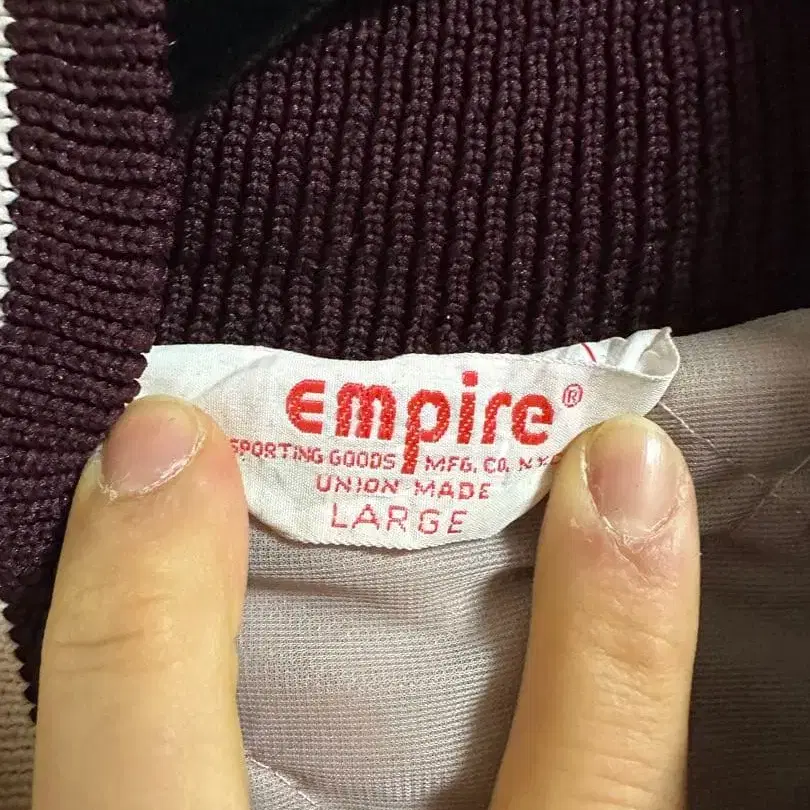 empire®
SPORTING GOODS MFG. CO. N.Y.
UNION MADE
LARGE